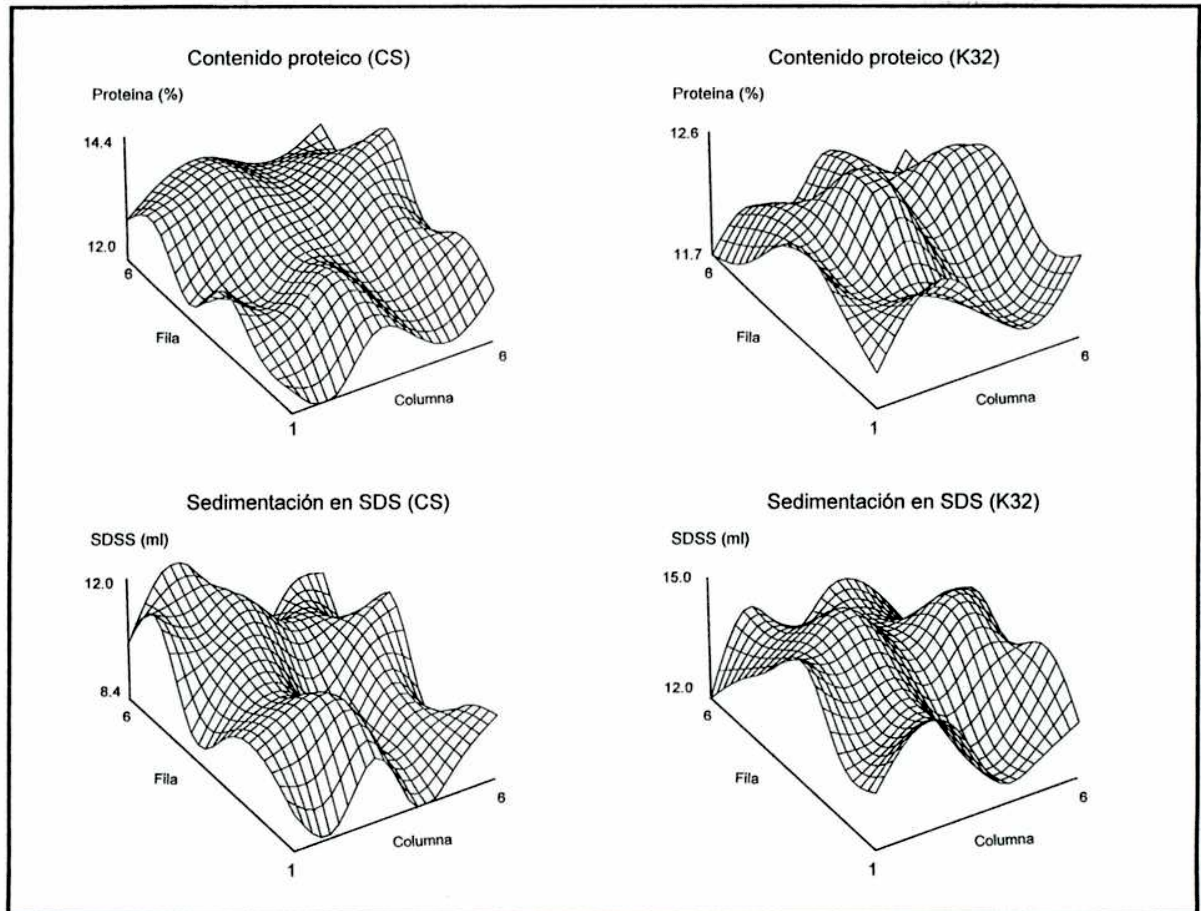 Contenido proteico (CS)
Proteína (%)
14.4
12.0
6
Fila
1
Columna
6
Contenido proteico (K32)
Proteína (%)
12.6
11.7
6
Fila
1
Columna
6
Sedimentación en SDS (CS)
SDSS (ml)
12.0
8.4
6
Fila
1
Columna
6
Sedimentación en SDS (K32)
SDSS (ml)
15.0
12.0
6
Fila
1
Columna
6